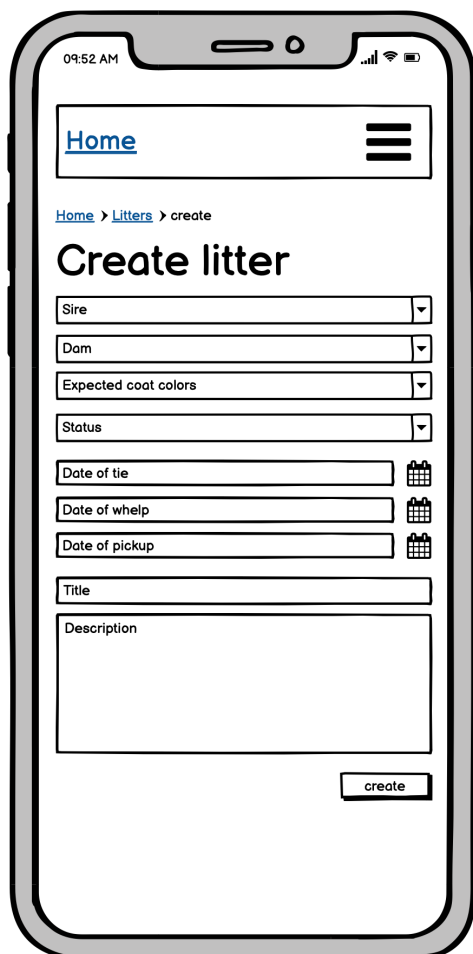 09:52 AM
Home
Home > Litters > create
Create litter
Sire
Dam
Expected coat colors
Status
Date of tie
Date of whelp
Date of pickup
Title
Description
create